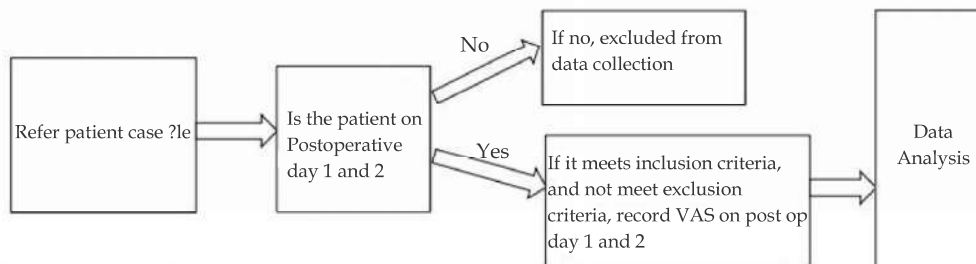 Refer patient case ?le
Is the patient on
Postoperative
day 1 and 2
No
If no, excluded from
data collection
Yes
If it meets inclusion criteria,
and not meet exclusion
criteria, record VAS on post op
day 1 and 2
Data
Analysis